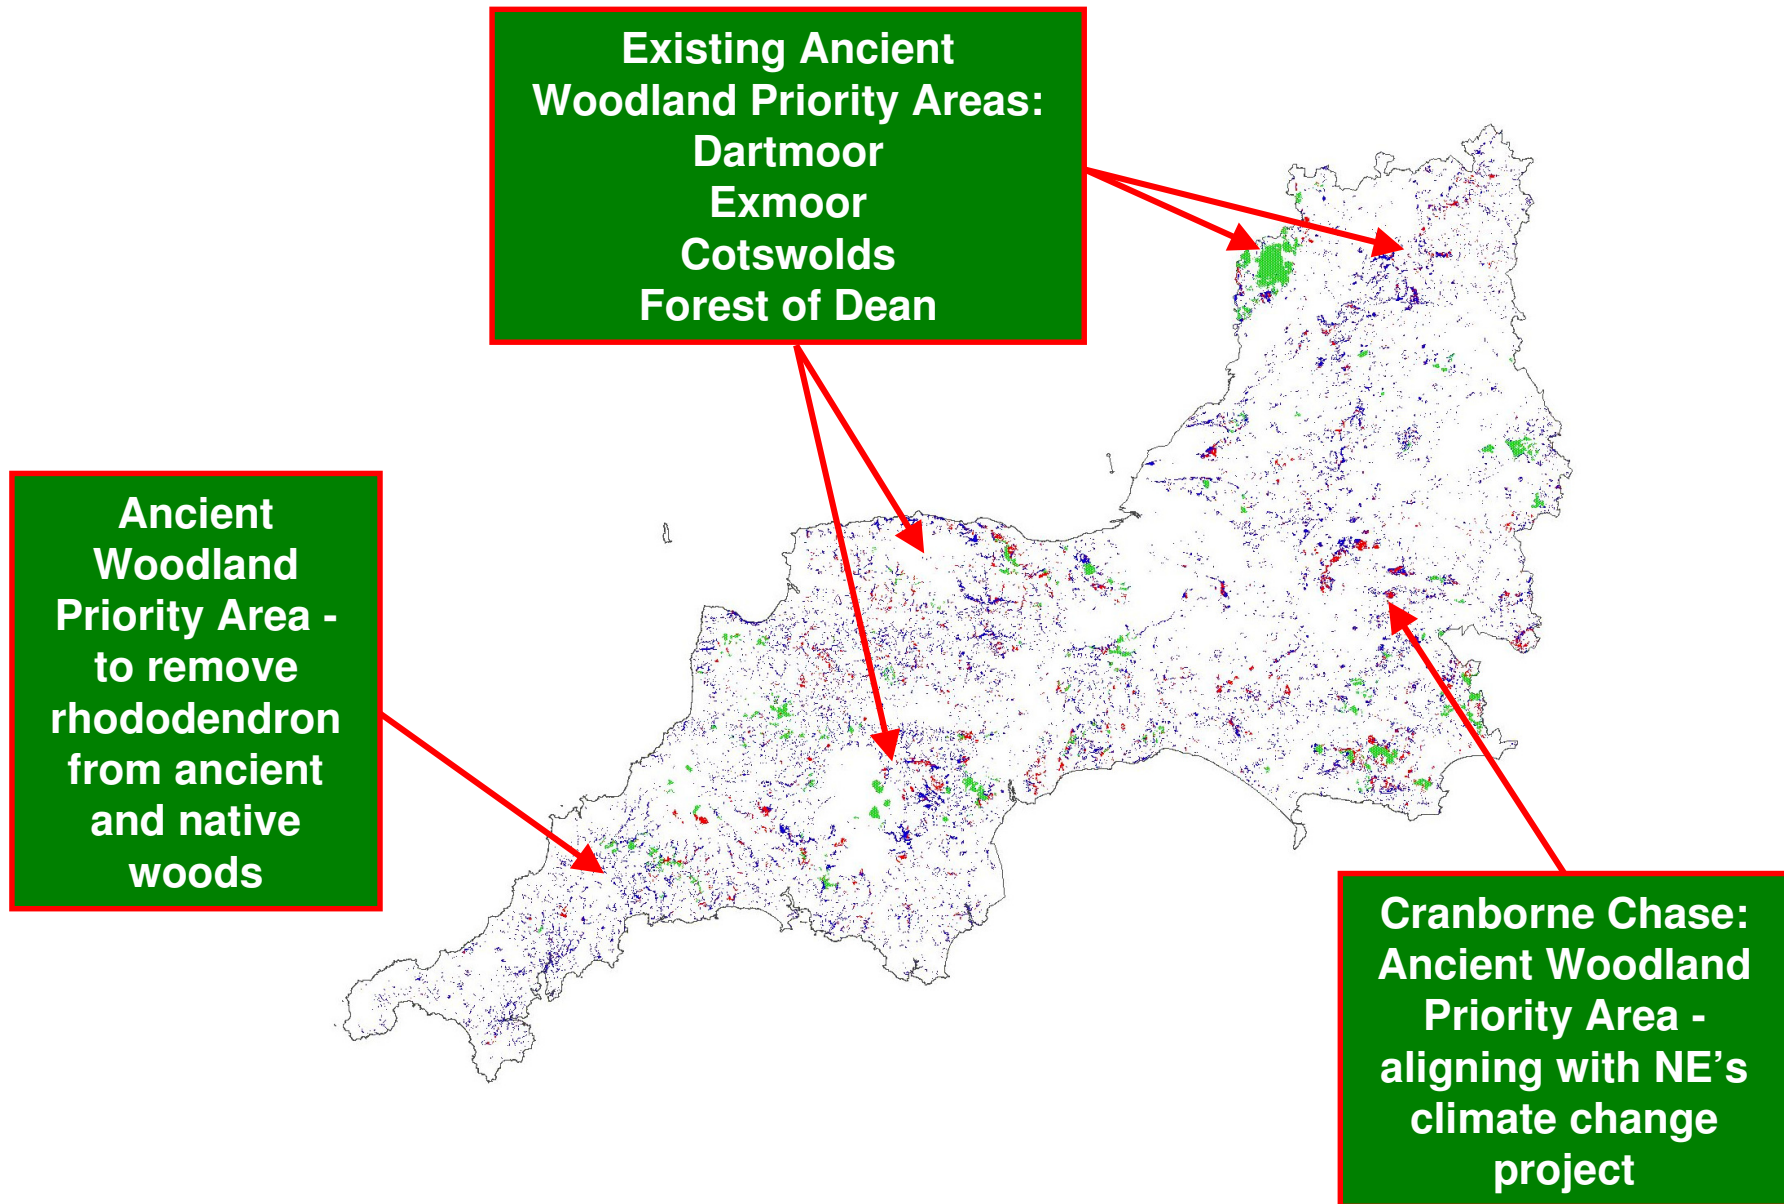 Existing Ancient
Woodland Priority Areas:
Dartmoor
Exmoor
Cotswolds
Forest of Dean
Ancient
Woodland
Priority Area -
to remove
rhododendron
from ancient
and native
woods
Cranborne Chase:
Ancient Woodland
Priority Area -
aligning with NE’s
climate change
project